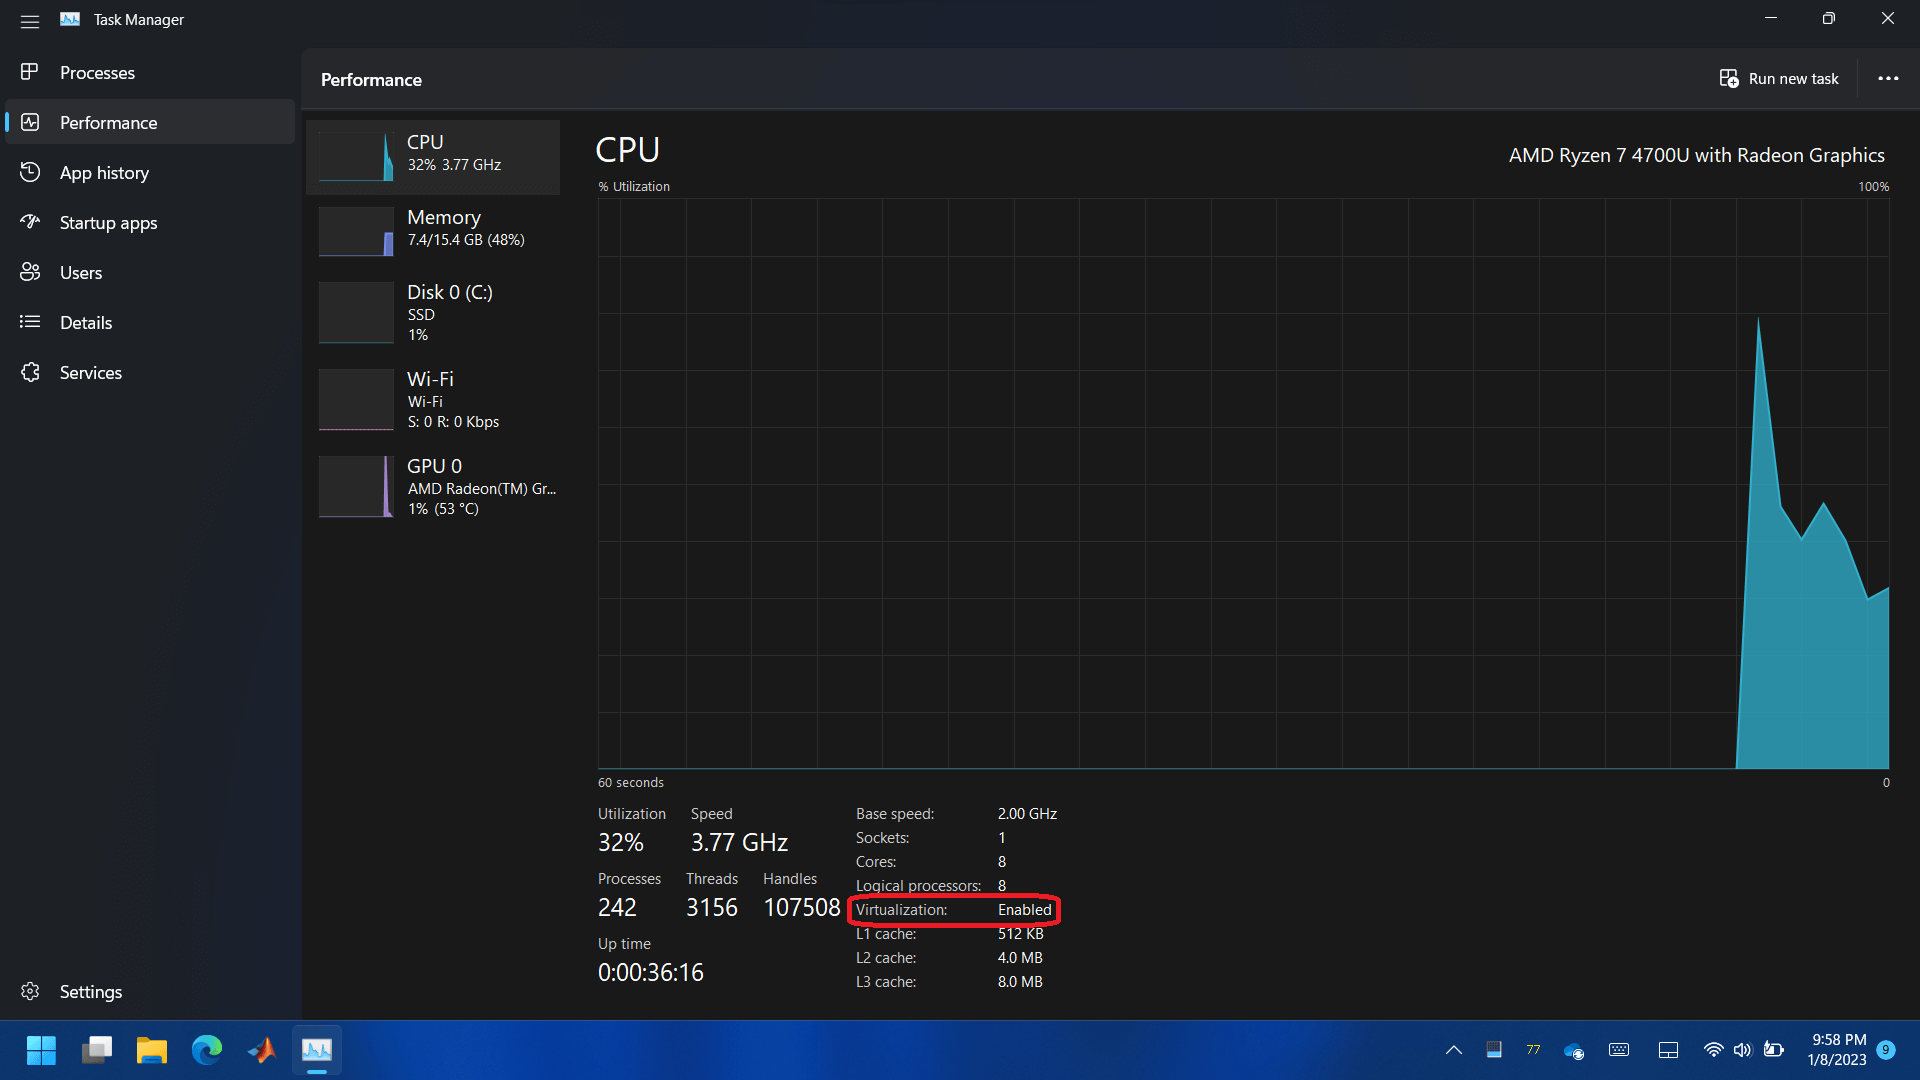 Task Manager
Processes
Performance
App history
Startup apps
Users
Details
Services
Settings
Performance
Run new task
CPU
32% 3.77 GHz
Memory
7.4/15.4 GB (48%)
Disk 0 (C:)
SSD
1%
Wi-Fi
Wi-Fi
S: 0 R: 0 Kbps
GPU 0
AMD Radeon(TM) Gr...
1% (53 °C)
CPU
AMD Ryzen 7 4700U with Radeon Graphics
% Utilization 100%
60 seconds 0
Utilization Speed
32% 3.77 GHz
Processes Threads Handles
242 3156 107508
Up time
0:00:36:16
Base speed: 2.00 GHz
Sockets: 1
Cores: 8
Logical processors: 8
Virtualization: Enabled
L1 cache: 512 KB
L2 cache: 4.0 MB
L3 cache: 8.0 MB
77
9:58 PM
1/8/2023
9